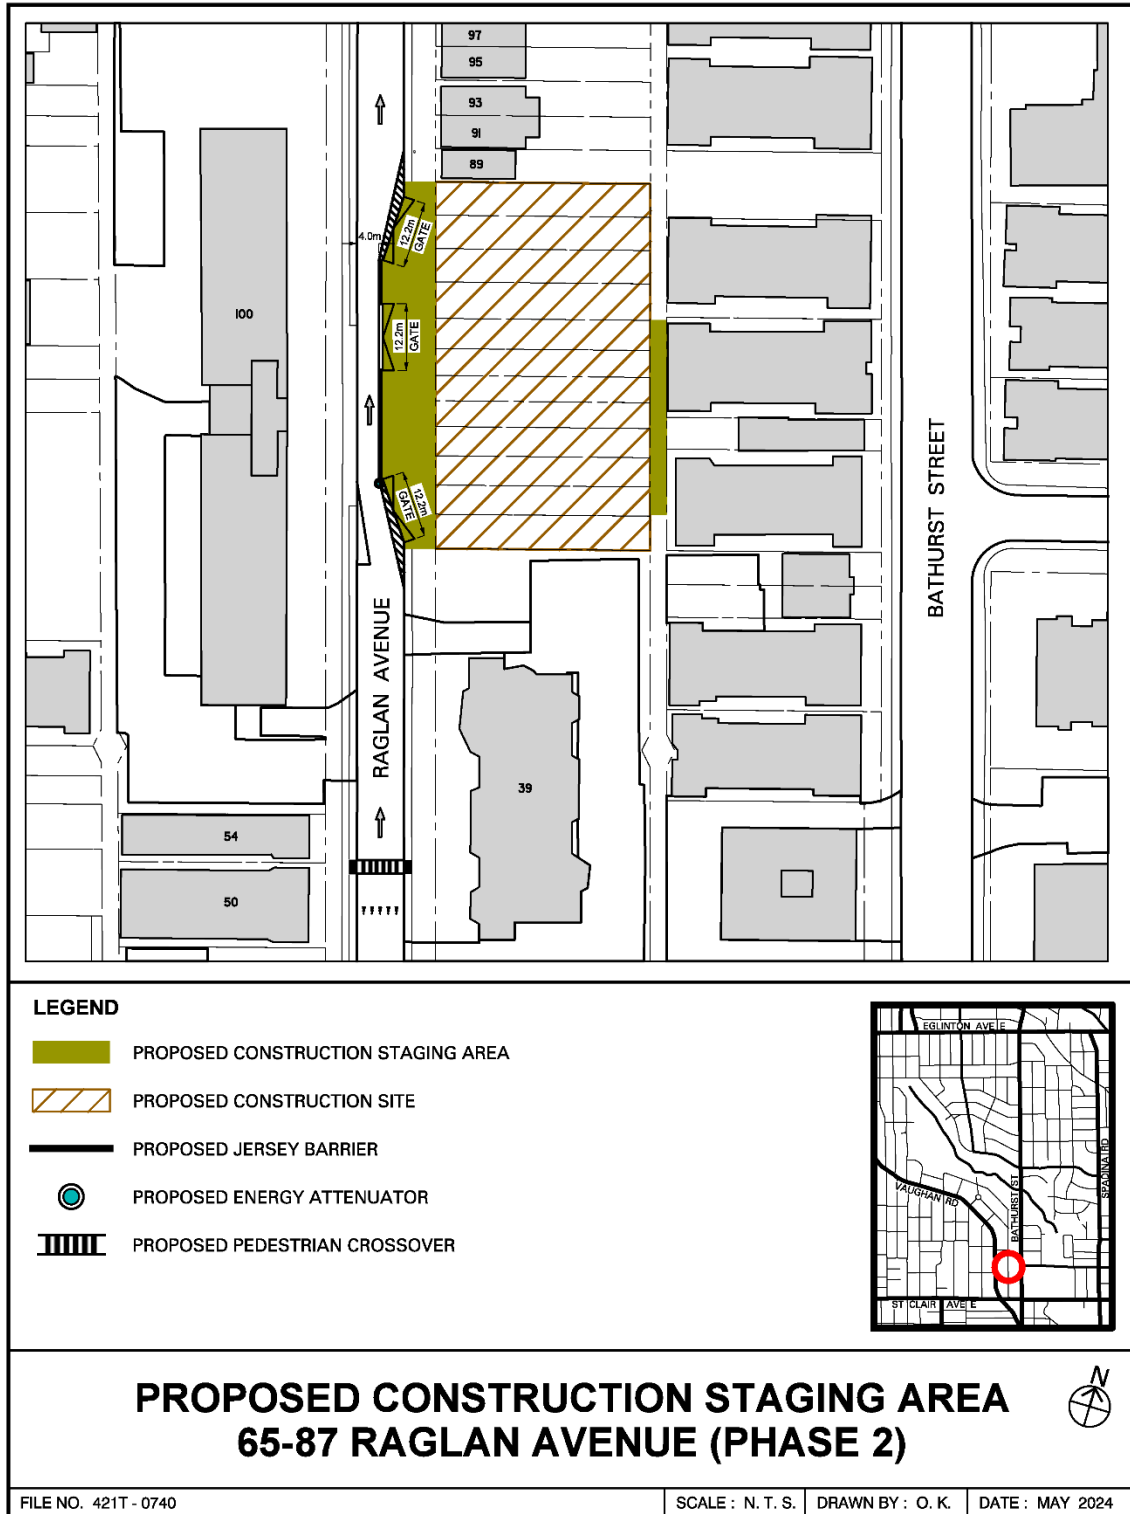 97
95
93
91
89
4.0m
12.2m
GATE
100
12.2m
GATE
12.2m
GATE
BATHURST STREET
RAGLAN AVENUE
39
54
50
LEGEND
PROPOSED CONSTRUCTION STAGING AREA
PROPOSED CONSTRUCTION SITE
PROPOSED JERSEY BARRIER
PROPOSED ENERGY ATTENUATOR
PROPOSED PEDESTRIAN CROSSOVER
EGLINTON AVE E
SPADINA RD
BATHURST ST
VAUGHAN RD
ST CLAIR AVE E
N
PROPOSED CONSTRUCTION STAGING AREA
65-87 RAGLAN AVENUE (PHASE 2)
FILE NO. 421T - 0740
SCALE : N. T. S.
DRAWN BY : O. K.
DATE : MAY 2024